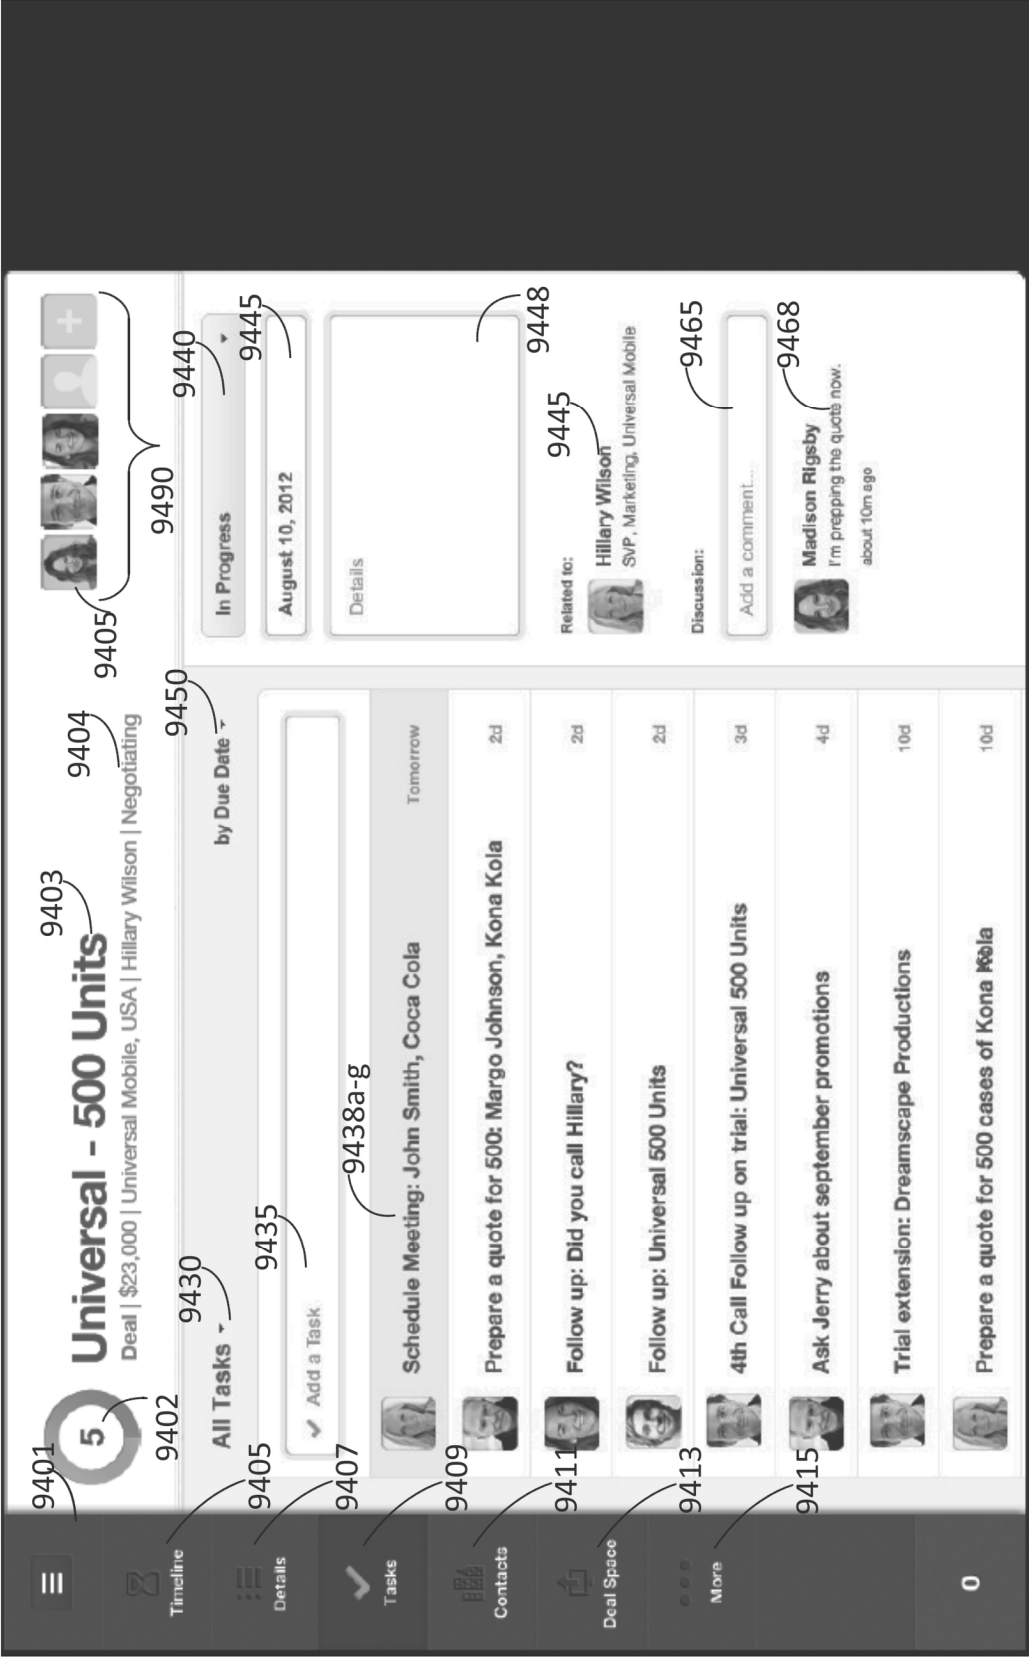 9401
5
9402
Universal - 500 Units
9403
Deal | $23,000 | Universal Mobile, USA | Hillary Wilson | Negotiating
9404
9405
+
9490
Timeline
9405
Details
9407
Tasks
9409
Contacts
9411
Deal Space
9413
More
9415
0
All Tasks
9430
by Due Date
9450
Add a Task
9435
9438a-g
Schedule Meeting: John Smith, Coca Cola
Tomorrow
Prepare a quote for 500: Margo Johnson, Kona Kola
2d
Follow up: Did you call Hillary?
2d
Follow up: Universal 500 Units
2d
4th Call Follow up on trial: Universal 500 Units
3d
Ask Jerry about september promotions
4d
Trial extension: Dreamscape Productions
10d
Prepare a quote for 500 cases of Kona Kola
10d
In Progress
9440
August 10, 2012
9445
Details
9448
Related to:
Hillary Wilson
9445
SVP, Marketing, Universal Mobile
Discussion:
Add a comment...
9465
Madison Rigsby
9468
I'm prepping the quote now.
about 10m ago